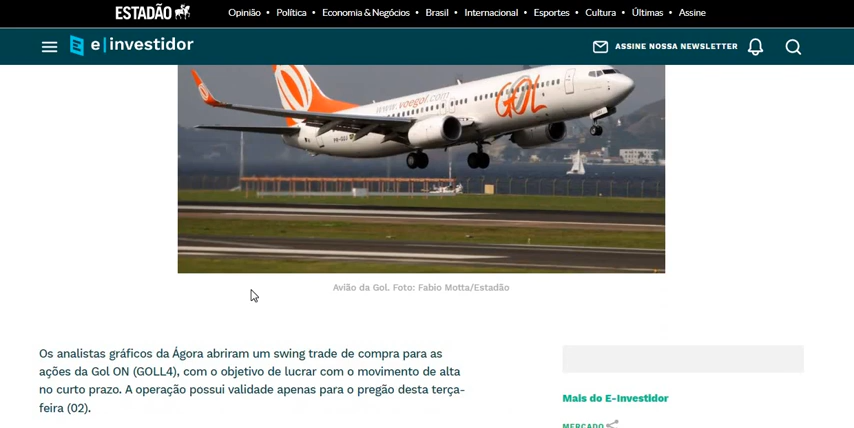 ESTADÃO
Opinião • Política • Economia & Negócios • Brasil • Internacional • Esportes • Cultura • Últimas • Assine
e|investidor
ASSINE NOSSA NEWSLETTER
www.voegol.com
GOL
Avião da Gol. Foto: Fabio Motta/Estadão
Os analistas gráficos da Ágora abriram um swing trade de compra para as
ações da Gol ON (GOLL4), com o objetivo de lucrar com o movimento de alta
no curto prazo. A operação possui validade apenas para o pregão desta terça-
feira (02).
Mais do E-Investidor
MERCADO